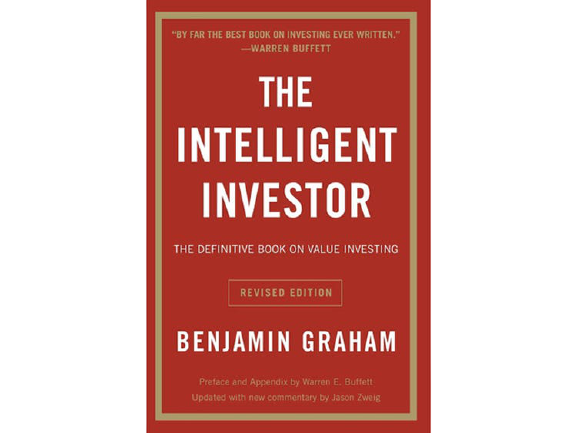 “BY FAR THE BEST BOOK ON INVESTING EVER WRITTEN.”
—WARREN BUFFETT
THE
INTELLIGENT
INVESTOR
THE DEFINITIVE BOOK ON VALUE INVESTING
REVISED EDITION
BENJAMIN GRAHAM
Preface and Appendix by Warren E. Buffett
Updated with new commentary by Jason Zweig